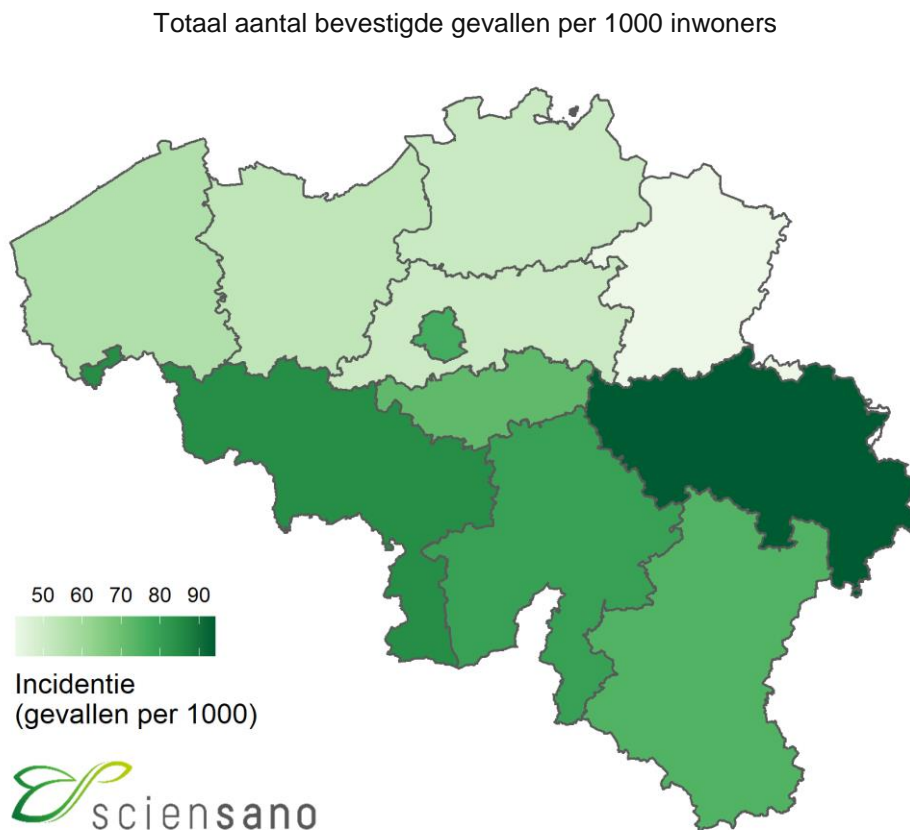 Totaal aantal bevestigde gevallen per 1000 inwoners
50 60 70 80 90
Incidentie
(gevallen per 1000)
sciensano